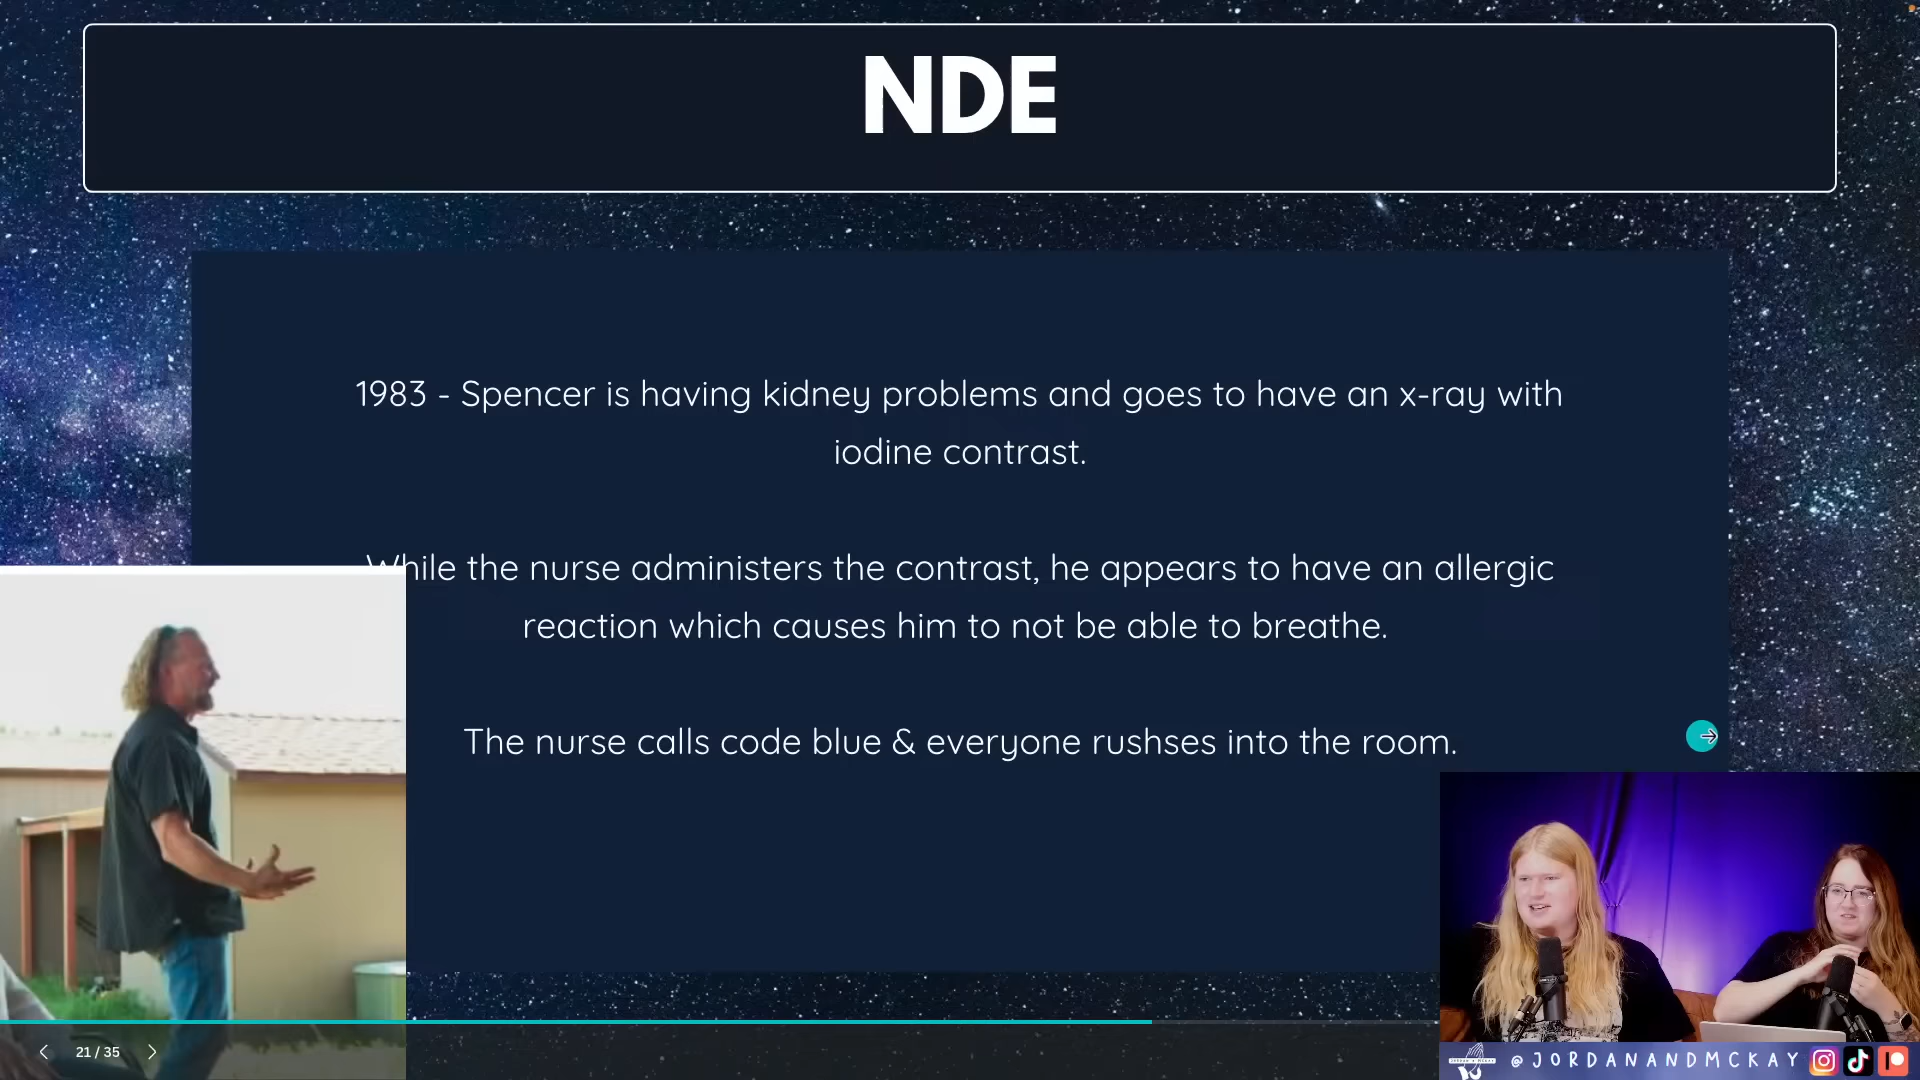 NDE
1983 - Spencer is having kidney problems and goes to have an x-ray with
iodine contrast.
While the nurse administers the contrast, he appears to have an allergic
reaction which causes him to not be able to breathe.
The nurse calls code blue & everyone rushses into the room.
21 / 35
@JORDANANDMCKAY